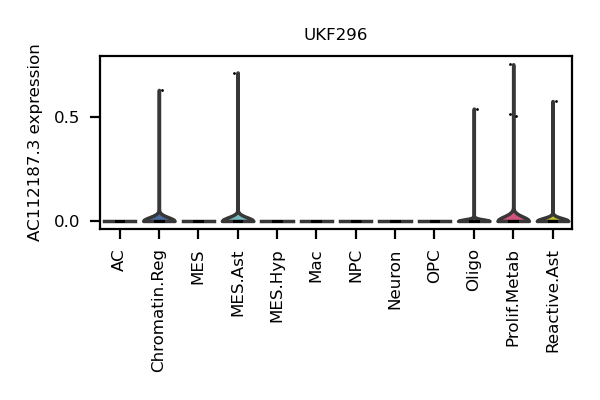 UKF296
AC112187.3 expression
0.5
0.0
AC
Chromatin.Reg
MES
MES.Ast
MES.Hyp
Mac
NPC
Neuron
OPC
Oligo
Prolif.Metab
Reactive.Ast